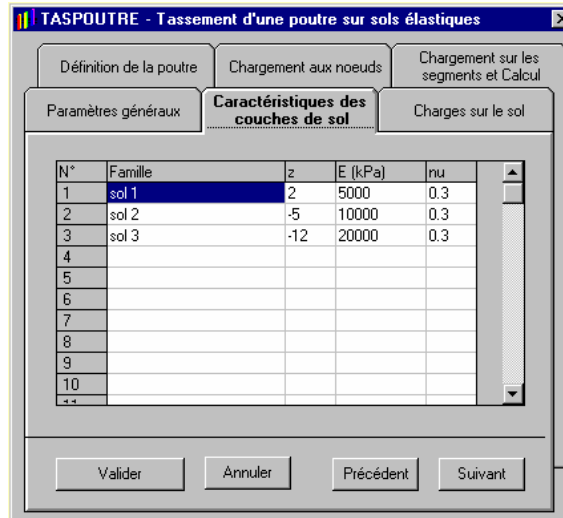 TASPOUTRE - Tassement d'une poutre sur sols élastiques
Définition de la poutre
Chargement aux noeuds
Chargement sur les
segments et Calcul
Paramètres généraux
Caractéristiques des
couches de sol
Charges sur le sol
N° Famille z E (kPa) nu
1 sol 1 2 5000 0.3
2 sol 2 -5 10000 0.3
3 sol 3 -12 20000 0.3
4
5
6
7
8
9
10
11
Valider Annuler Précédent Suivant